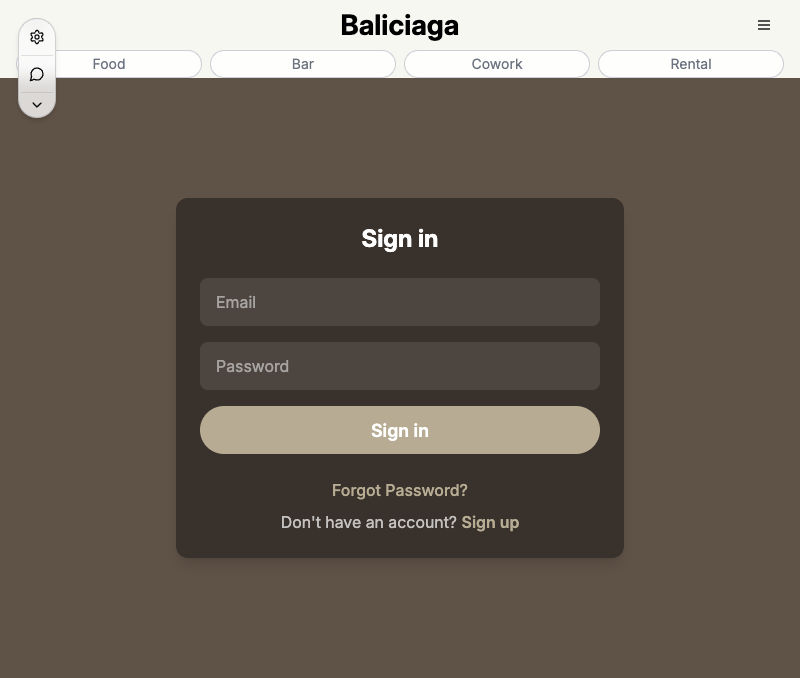 Baliciaga
Food
Bar
Cowork
Rental
Sign in
Email
Password
Sign in
Forgot Password?
Don't have an account? Sign up